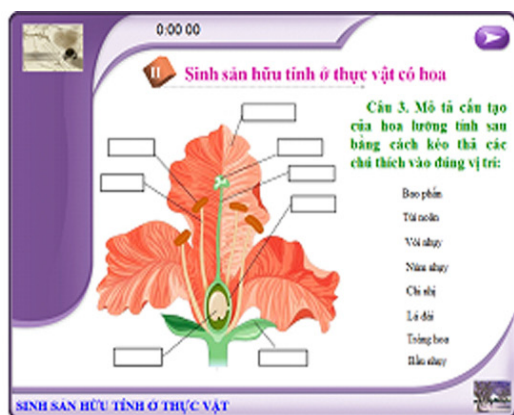 0:00 00
II Sinh sản hữu tính ở thực vật có hoa
Câu 3. Mô tả cấu tạo
của hoa lưỡng tính sau
bằng cách kéo thả các
chú thích vào đúng vị trí:
Bao phấn
Túi noãn
Vòi nhụy
Núm nhụy
Chỉ nhị
Lá đài
Tràng hoa
Bầu nhụy
SINH SẢN HỮU TÍNH Ở THỰC VẬT